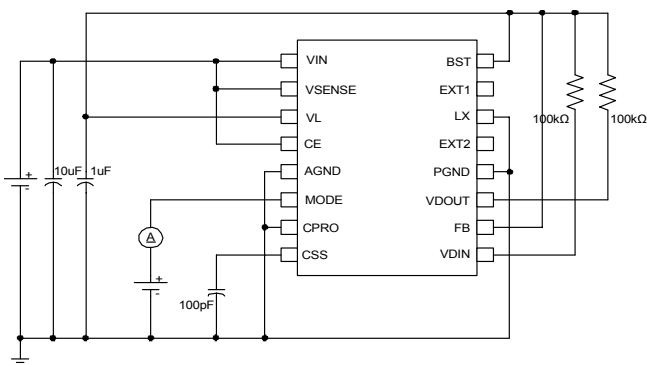 VIN
BST
VSENSE
EXT1
VL
LX
100kΩ
100kΩ
CE
EXT2
+
10uF
1uF
AGND
PGND
-
MODE
VDOUT
CPRO
FB
A
CSS
VDIN
+
-
100pF